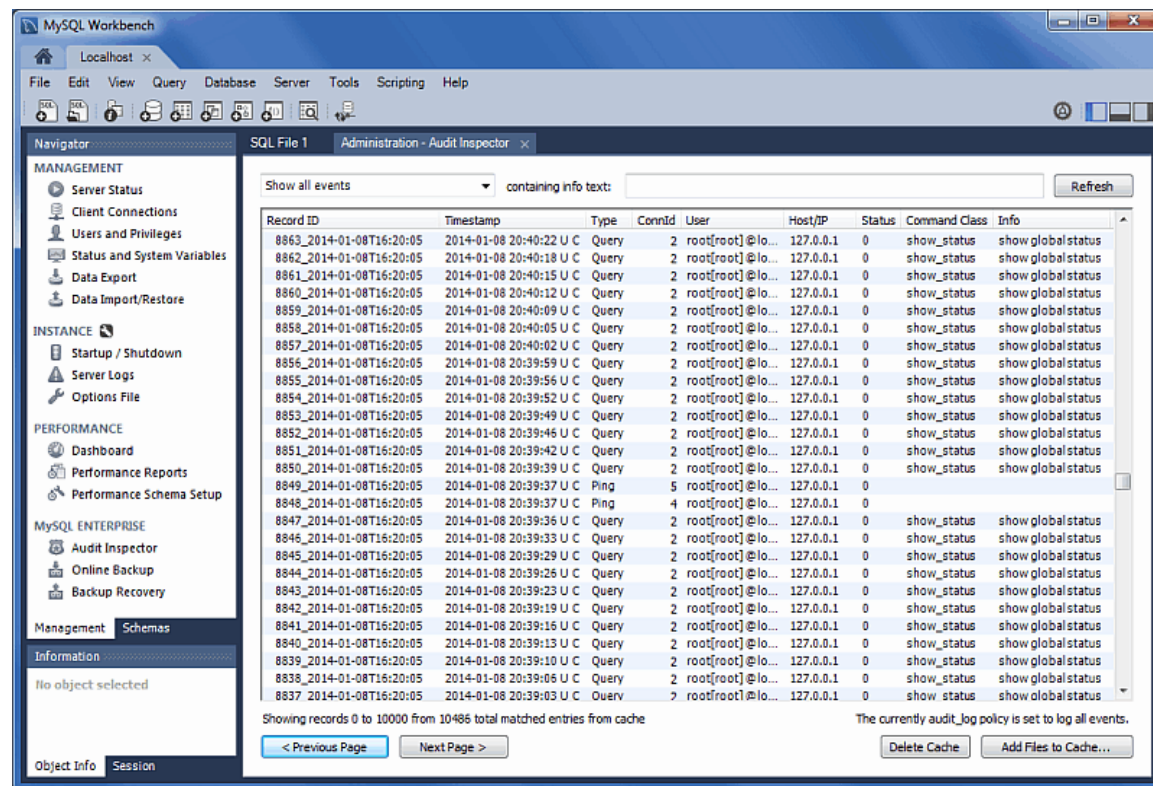 MySQL Workbench
Localhost
File Edit View Query Database Server Tools Scripting Help
Navigator
MANAGEMENT
Server Status
Client Connections
Users and Privileges
Status and System Variables
Data Export
Data Import/Restore
INSTANCE
Startup / Shutdown
Server Logs
Options File
PERFORMANCE
Dashboard
Performance Reports
Performance Schema Setup
MySQL ENTERPRISE
Audit Inspector
Online Backup
Backup Recovery
Management Schemas
Information
No object selected
Object Info Session
SQL File 1 Administration - Audit Inspector
Show all events containing info text: Refresh
Record ID Timestamp Type ConnId User Host/IP Status Command Class Info
8863_2014-01-08T16:20:05 2014-01-08 20:40:22 U C Query 2 root[root] @ lo... 127.0.0.1 0 show_status show global status
8862_2014-01-08T16:20:05 2014-01-08 20:40:18 U C Query 2 root[root] @ lo... 127.0.0.1 0 show_status show global status
8861_2014-01-08T16:20:05 2014-01-08 20:40:15 U C Query 2 root[root] @ lo... 127.0.0.1 0 show_status show global status
8860_2014-01-08T16:20:05 2014-01-08 20:40:12 U C Query 2 root[root] @ lo... 127.0.0.1 0 show_status show global status
8859_2014-01-08T16:20:05 2014-01-08 20:40:09 U C Query 2 root[root] @ lo... 127.0.0.1 0 show_status show global status
8858_2014-01-08T16:20:05 2014-01-08 20:40:05 U C Query 2 root[root] @ lo... 127.0.0.1 0 show_status show global status
8857_2014-01-08T16:20:05 2014-01-08 20:40:02 U C Query 2 root[root] @ lo... 127.0.0.1 0 show_status show global status
8856_2014-01-08T16:20:05 2014-01-08 20:39:59 U C Query 2 root[root] @ lo... 127.0.0.1 0 show_status show global status
8855_2014-01-08T16:20:05 2014-01-08 20:39:56 U C Query 2 root[root] @ lo... 127.0.0.1 0 show_status show global status
8854_2014-01-08T16:20:05 2014-01-08 20:39:52 U C Query 2 root[root] @ lo... 127.0.0.1 0 show_status show global status
8853_2014-01-08T16:20:05 2014-01-08 20:39:49 U C Query 2 root[root] @ lo... 127.0.0.1 0 show_status show global status
8852_2014-01-08T16:20:05 2014-01-08 20:39:46 U C Query 2 root[root] @ lo... 127.0.0.1 0 show_status show global status
8851_2014-01-08T16:20:05 2014-01-08 20:39:42 U C Query 2 root[root] @ lo... 127.0.0.1 0 show_status show global status
8850_2014-01-08T16:20:05 2014-01-08 20:39:39 U C Query 2 root[root] @ lo... 127.0.0.1 0 show_status show global status
8849_2014-01-08T16:20:05 2014-01-08 20:39:37 U C Ping 5 root[root] @ lo... 127.0.0.1 0
8848_2014-01-08T16:20:05 2014-01-08 20:39:37 U C Ping 4 root[root] @ lo... 127.0.0.1 0
8847_2014-01-08T16:20:05 2014-01-08 20:39:36 U C Query 2 root[root] @ lo... 127.0.0.1 0 show_status show global status
8846_2014-01-08T16:20:05 2014-01-08 20:39:33 U C Query 2 root[root] @ lo... 127.0.0.1 0 show_status show global status
8845_2014-01-08T16:20:05 2014-01-08 20:39:29 U C Query 2 root[root] @ lo... 127.0.0.1 0 show_status show global status
8844_2014-01-08T16:20:05 2014-01-08 20:39:26 U C Query 2 root[root] @ lo... 127.0.0.1 0 show_status show global status
8843_2014-01-08T16:20:05 2014-01-08 20:39:23 U C Query 2 root[root] @ lo... 127.0.0.1 0 show_status show global status
8842_2014-01-08T16:20:05 2014-01-08 20:39:19 U C Query 2 root[root] @ lo... 127.0.0.1 0 show_status show global status
8841_2014-01-08T16:20:05 2014-01-08 20:39:16 U C Query 2 root[root] @ lo... 127.0.0.1 0 show_status show global status
8840_2014-01-08T16:20:05 2014-01-08 20:39:13 U C Query 2 root[root] @ lo... 127.0.0.1 0 show_status show global status
8839_2014-01-08T16:20:05 2014-01-08 20:39:10 U C Query 2 root[root] @ lo... 127.0.0.1 0 show_status show global status
8838_2014-01-08T16:20:05 2014-01-08 20:39:06 U C Query 2 root[root] @ lo... 127.0.0.1 0 show_status show global status
8837_2014-01-08T16:20:05 2014-01-08 20:39:03 U C Query 2 root[root] @ lo... 127.0.0.1 0 show_status show global status
Showing records 0 to 10000 from 10486 total matched entries from cache The currently audit_log policy is set to log all events.
< Previous Page Next Page > Delete Cache Add Files to Cache...